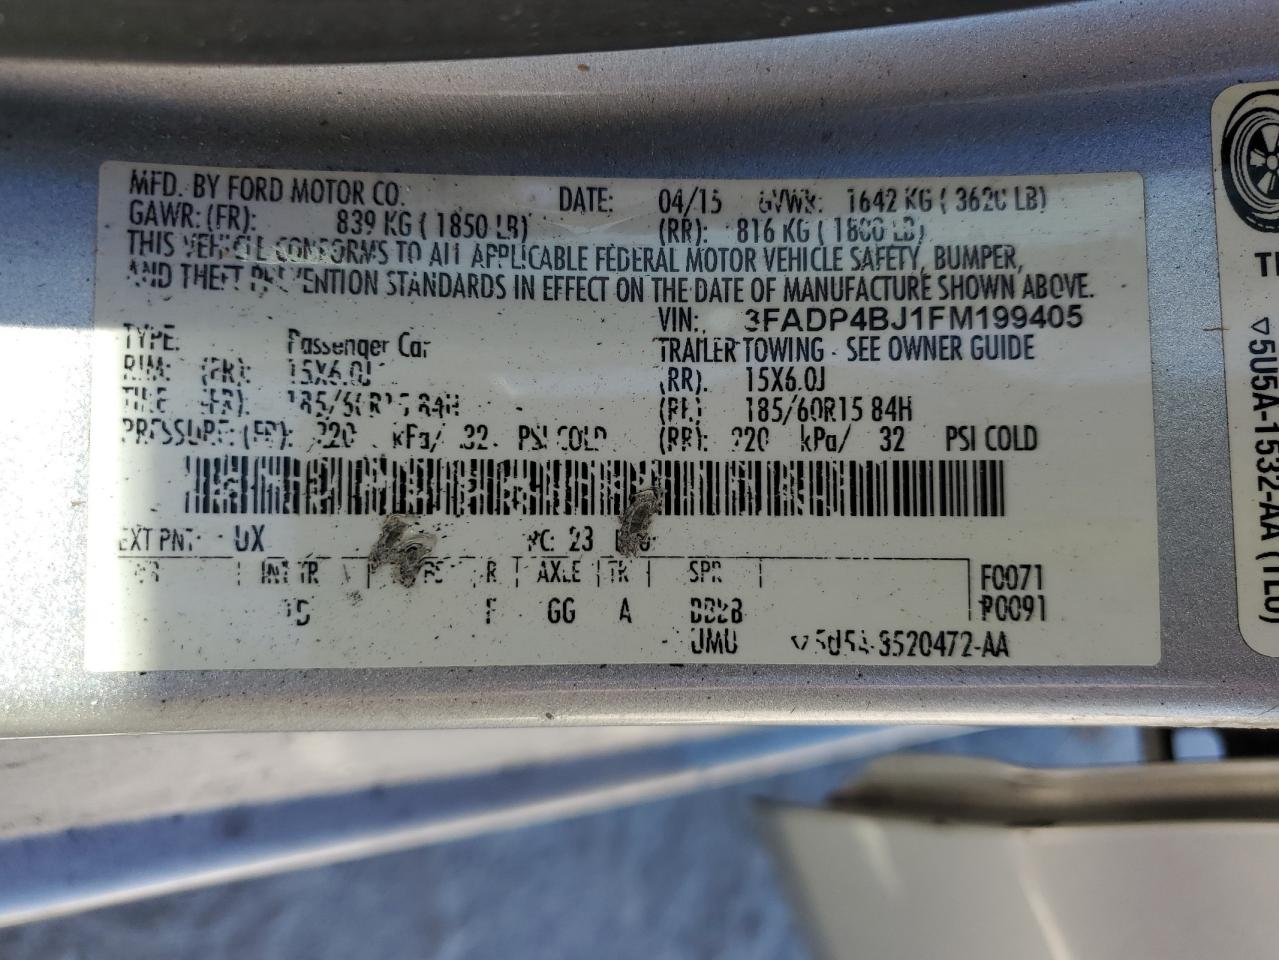 MFD. BY FORD MOTOR CO. DATE: 04/15 GVWR: 1642 KG ( 3620 LB)
GAWR: (FR): 839 KG ( 1850 LB) (RR): 816 KG ( 1800 LB)
THIS VEHICLE CONFORMS TO ALL APPLICABLE FEDERAL MOTOR VEHICLE SAFETY, BUMPER,
AND THEFT PREVENTION STANDARDS IN EFFECT ON THE DATE OF MANUFACTURE SHOWN ABOVE.
VIN: 3FADP4BJ1FM199405
TYPE: Passenger Car TRAILER TOWING - SEE OWNER GUIDE
RIM: (FR): 15X6.0J (RR): 15X6.0J
TIRE (FR): 185/60R15 84H (RR): 185/60R15 84H
PRESSURE: (FR): 220 kPa/ 32 PSI COLD (RR): 220 kPa/ 32 PSI COLD
EXT PNT: UX RC: 23
INT TR R AXLE TR SPR F0071
F GG A BBBB P0091
UMU 5U5A-3520472-AA
5U5A-1532-AA (TEU)